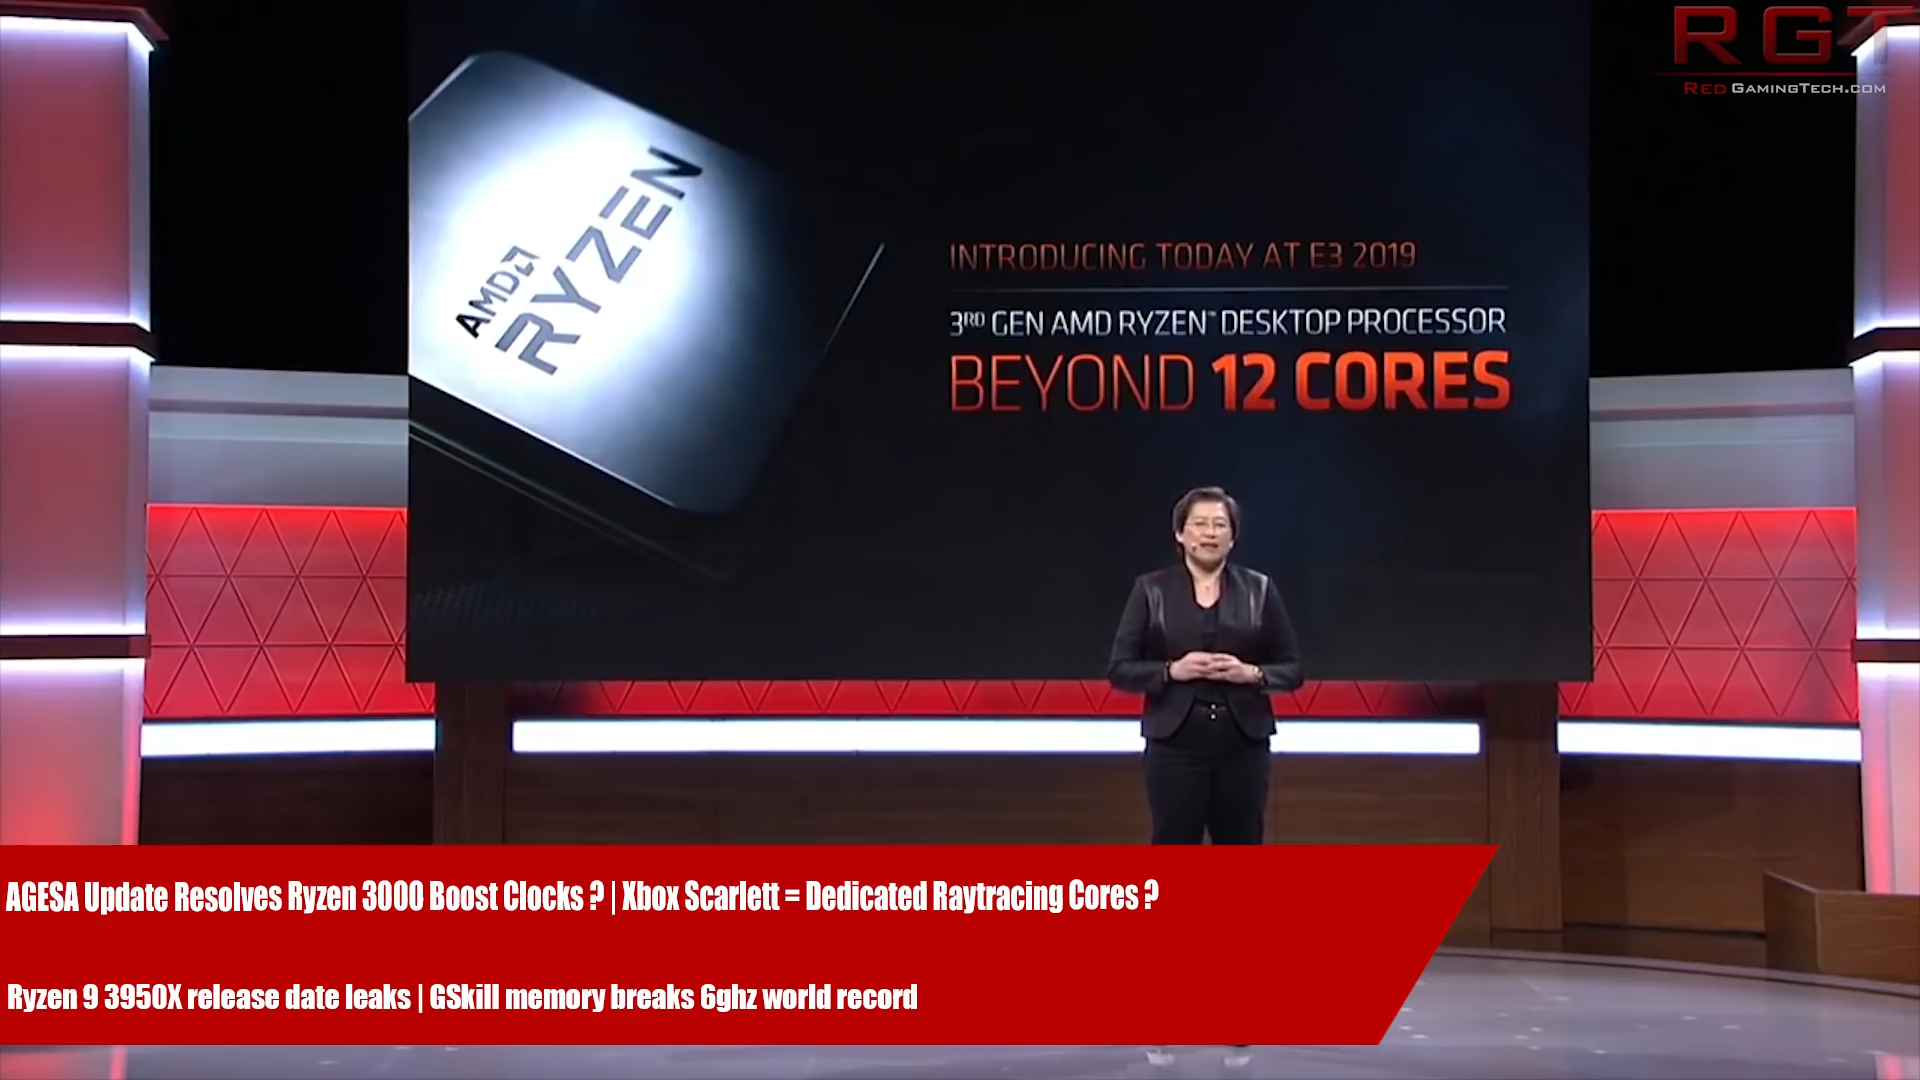 RGT
RED GAMINGTECH.COM
AMD
RYZEN
INTRODUCING TODAY AT E3 2019
3RD GEN AMD RYZEN™ DESKTOP PROCESSOR
BEYOND 12 CORES
AGESA Update Resolves Ryzen 3000 Boost Clocks ? | Xbox Scarlett = Dedicated Raytracing Cores ?
Ryzen 9 3950X release date leaks | GSkill memory breaks 6ghz world record